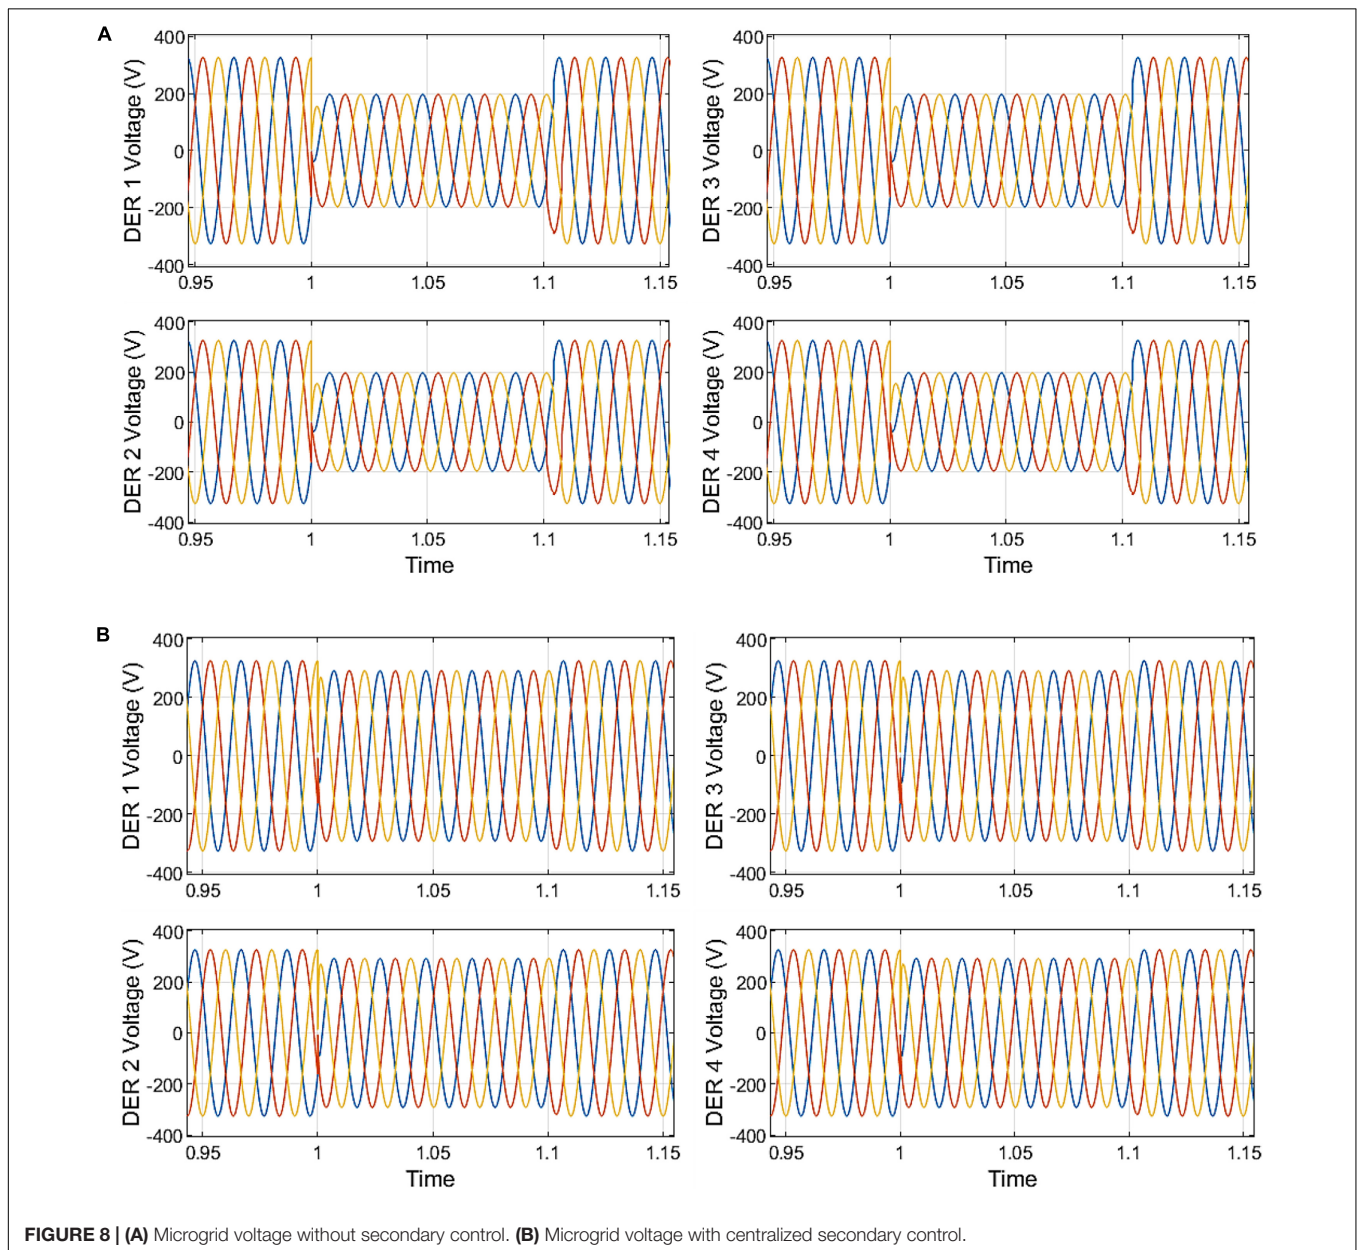 A
400
200
0
-200
-400
DER 1 Voltage (V)
0.95 1 1.05 1.1 1.15
400
200
0
-200
-400
DER 3 Voltage (V)
0.95 1 1.05 1.1 1.15
400
200
0
-200
-400
DER 2 Voltage (V)
0.95 1 1.05 1.1 1.15
Time
400
200
0
-200
-400
DER 4 Voltage (V)
0.95 1 1.05 1.1 1.15
Time
B
400
200
0
-200
-400
DER 1 Voltage (V)
0.95 1 1.05 1.1 1.15
400
200
0
-200
-400
DER 3 Voltage (V)
0.95 1 1.05 1.1 1.15
400
200
0
-200
-400
DER 2 Voltage (V)
0.95 1 1.05 1.1 1.15
Time
400
200
0
-200
-400
DER 4 Voltage (V)
0.95 1 1.05 1.1 1.15
Time
FIGURE 8 | (A) Microgrid voltage without secondary control. (B) Microgrid voltage with centralized secondary control.